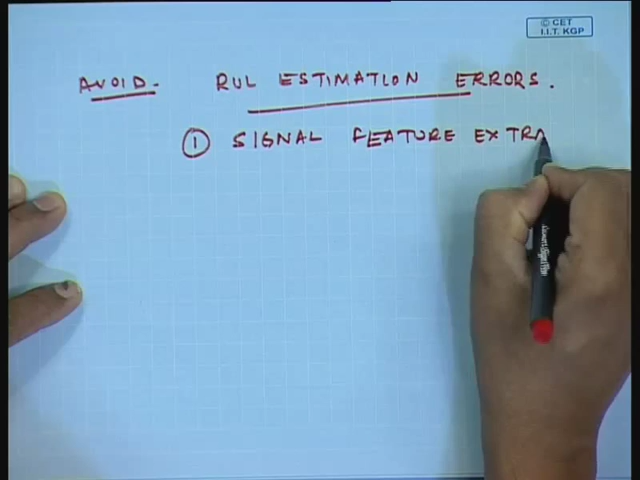 © CET
I.I.T. KGP
AVOID. RUL ESTIMATION ERRORS.
① SIGNAL FEATURE EXTRA